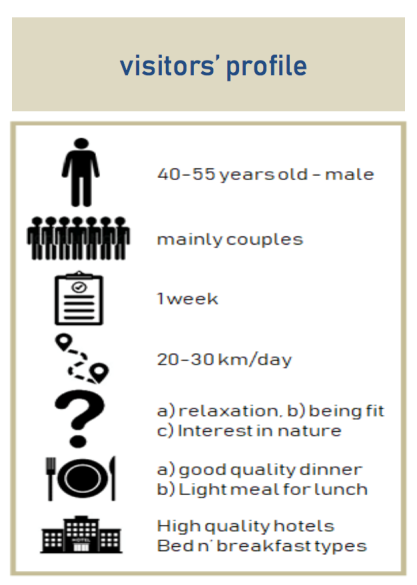 visitors' profile
40-55 years old - male
mainly couples
1 week
20-30 km/day
a) relaxation, b) being fit
c) Interest in nature
a) good quality dinner
b) Light meal for lunch
High quality hotels
Bed n' breakfast types